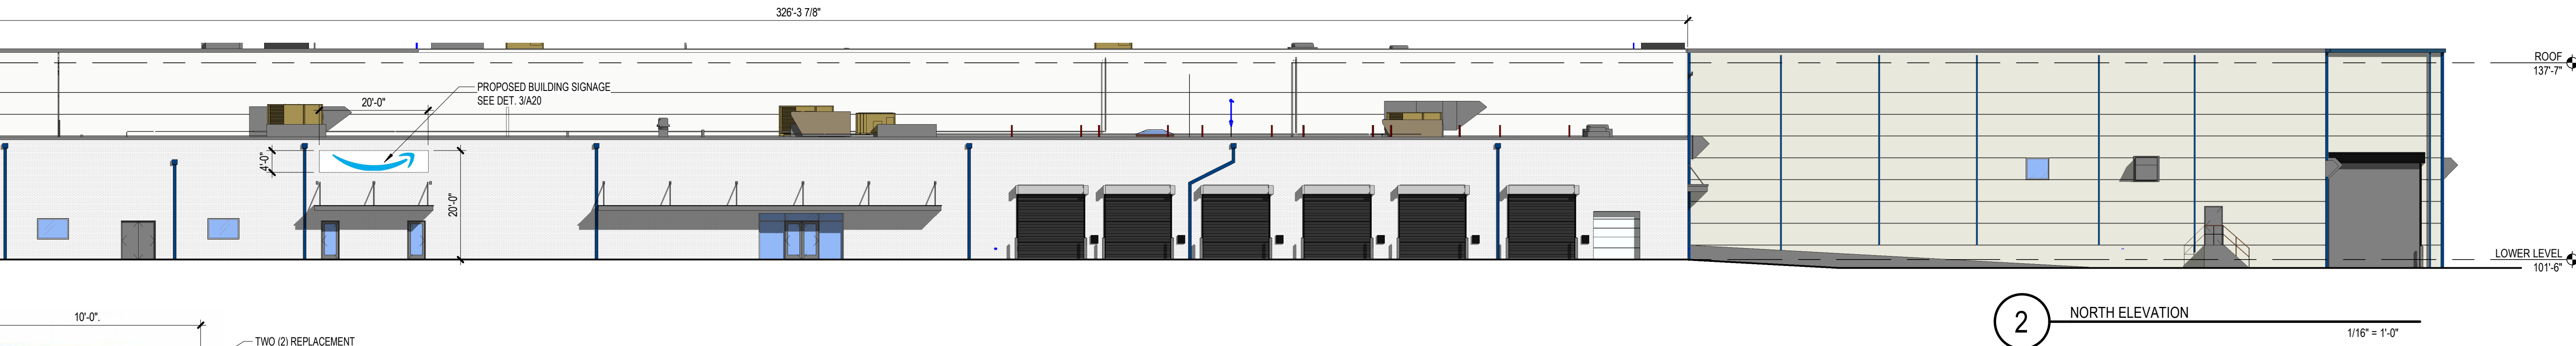 326'-3 7/8"
ROOF
137'-7"
PROPOSED BUILDING SIGNAGE
SEE DET. 3/A20
20'-0"
4'-0"
20'-0"
LOWER LEVEL
101'-6"
2
NORTH ELEVATION
1/16" = 1'-0"
10'-0".
TWO (2) REPLACEMENT